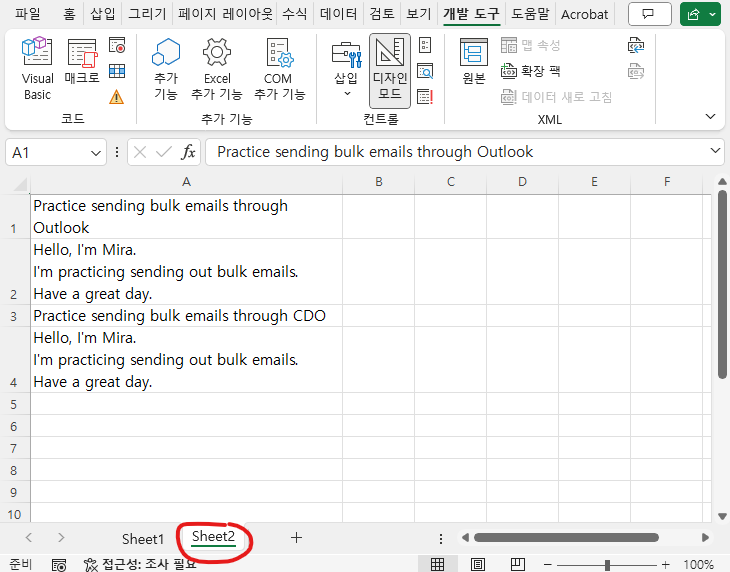 파일 홈 삽입 그리기 페이지 레이아웃 수식 데이터 검토 보기 개발 도구 도움말 Acrobat
Visual Basic
매크로
코드
추가 기능
Excel 추가 기능
COM 추가 기능
추가 기능
삽입
디자인 모드
컨트롤
원본
맵 속성
확장 팩
데이터 새로 고침
XML
A1
fx
Practice sending bulk emails through Outlook
A B C D E F
1
Practice sending bulk emails through
Outlook
2
Hello, I'm Mira.
I'm practicing sending out bulk emails.
Have a great day.
3
Practice sending bulk emails through CDO
4
Hello, I'm Mira.
I'm practicing sending out bulk emails.
Have a great day.
5
6
7
8
9
10
Sheet1 Sheet2 +
준비 접근성: 조사 필요 100%